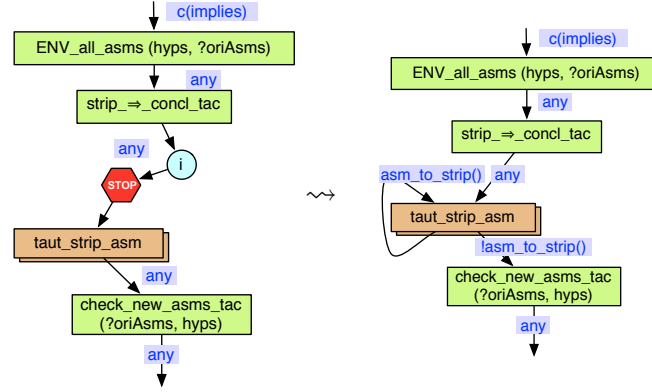 c(implies)
ENV_all_asms (hyps, ?oriAsms)
any
strip_⇒_concl_tac
any
i
STOP
taut_strip_asm
any
check_new_asms_tac
(?oriAsms, hyps)
any
⤳
c(implies)
ENV_all_asms (hyps, ?oriAsms)
any
strip_⇒_concl_tac
asm_to_strip()
any
taut_strip_asm
!asm_to_strip()
check_new_asms_tac
(?oriAsms, hyps)
any